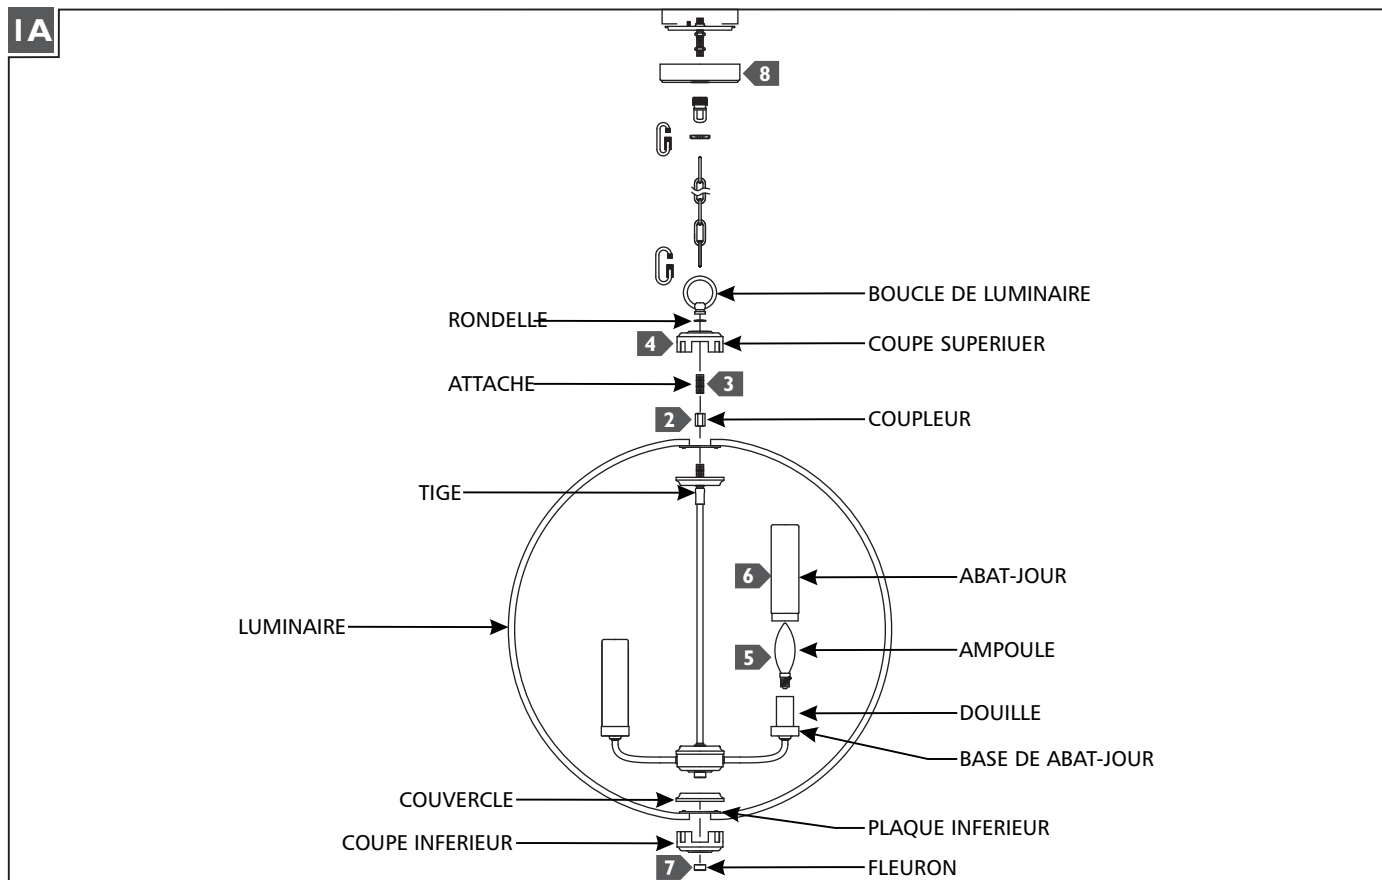 IA
8
BOUCLE DE LUMINAIRE
RONDELLE
4
COUPE SUPERIUER
ATTACHE
3
2
COUPLEUR
TIGE
6
ABAT-JOUR
LUMINAIRE
5
AMPOULE
DOUILLE
BASE DE ABAT-JOUR
COUVERCLE
PLAQUE INFERIEUR
COUPE INFERIEUR
7
FLEURON